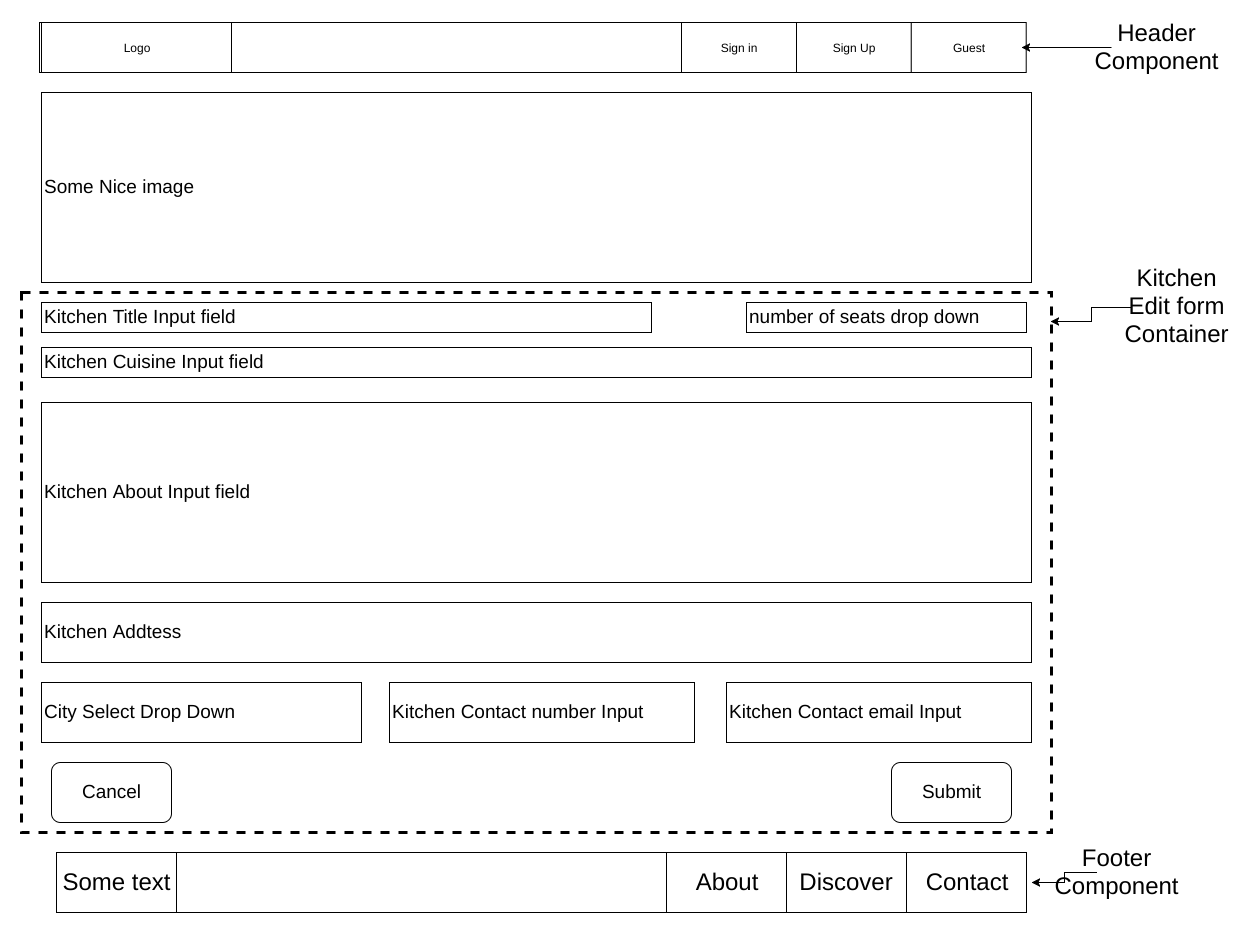 Logo
Sign in
Sign Up
Guest
Header
Component
Some Nice image
Kitchen
Edit form
Container
Kitchen Title Input field
number of seats drop down
Kitchen Cuisine Input field
Kitchen About Input field
Kitchen Addtess
City Select Drop Down
Kitchen Contact number Input
Kitchen Contact email Input
Cancel
Submit
Some text
About
Discover
Contact
Footer
Component